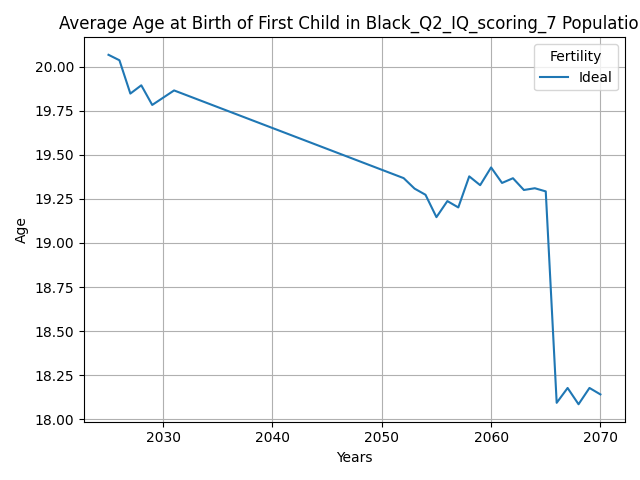 Average Age at Birth of First Child in Black_Q2_IQ_scoring_7 Populatio
Fertility
Ideal
20.00
19.75
19.50
19.25
19.00
18.75
18.50
18.25
18.00
Age
2030 2040 2050 2060 2070
Years